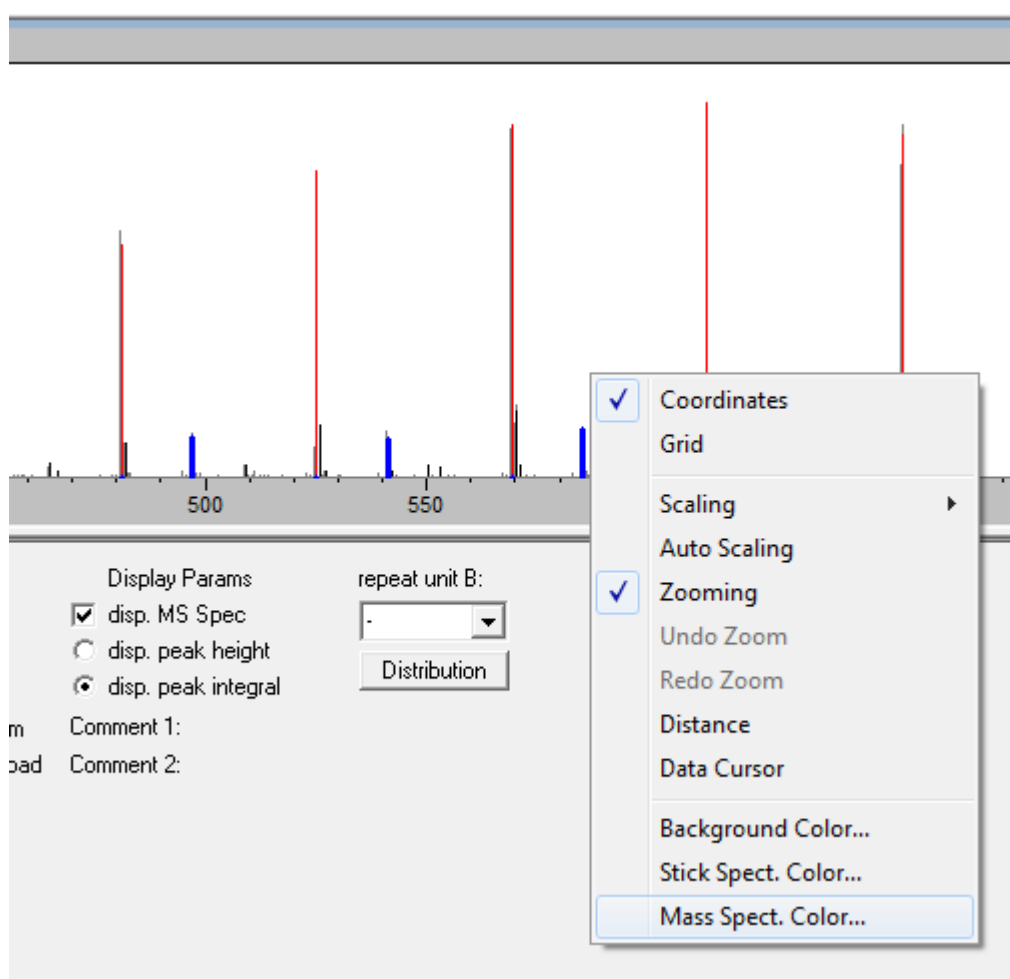 Coordinates
Grid
Scaling
Auto Scaling
Zooming
Undo Zoom
Redo Zoom
Distance
Data Cursor
Background Color...
Stick Spect. Color...
Mass Spect. Color...
500 550
Display Params repeat unit B:
disp. MS Spec -
disp. peak height
Distribution
disp. peak integral
m Comment 1:
oad Comment 2: